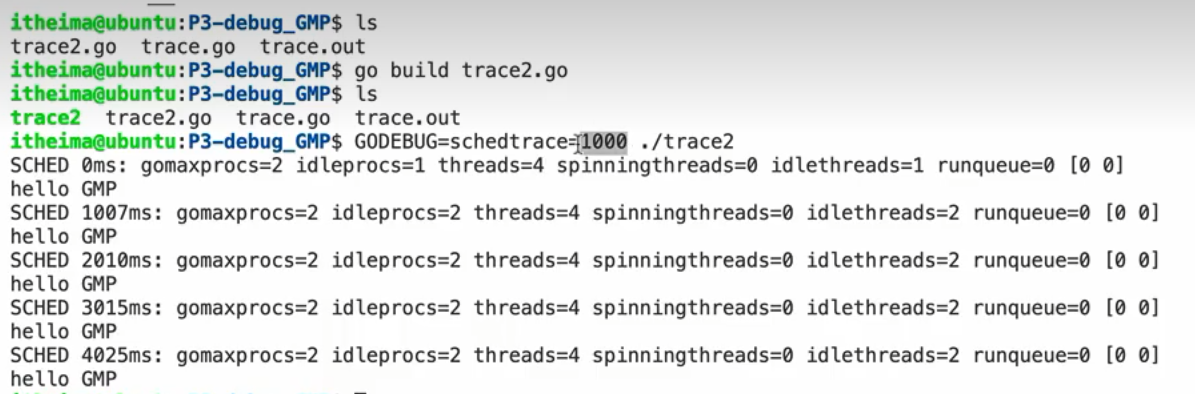 itheima@ubuntu:P3-debug_GMP$ ls
trace2.go  trace.go  trace.out
itheima@ubuntu:P3-debug_GMP$ go build trace2.go
itheima@ubuntu:P3-debug_GMP$ ls
trace2  trace2.go  trace.go  trace.out
itheima@ubuntu:P3-debug_GMP$ GODEBUG=schedtrace=1000 ./trace2
SCHED 0ms: gomaxprocs=2 idleprocs=1 threads=4 spinningthreads=0 idlethreads=1 runqueue=0 [0 0]
hello GMP
SCHED 1007ms: gomaxprocs=2 idleprocs=2 threads=4 spinningthreads=0 idlethreads=2 runqueue=0 [0 0]
hello GMP
SCHED 2010ms: gomaxprocs=2 idleprocs=2 threads=4 spinningthreads=0 idlethreads=2 runqueue=0 [0 0]
hello GMP
SCHED 3015ms: gomaxprocs=2 idleprocs=2 threads=4 spinningthreads=0 idlethreads=2 runqueue=0 [0 0]
hello GMP
SCHED 4025ms: gomaxprocs=2 idleprocs=2 threads=4 spinningthreads=0 idlethreads=2 runqueue=0 [0 0]
hello GMP